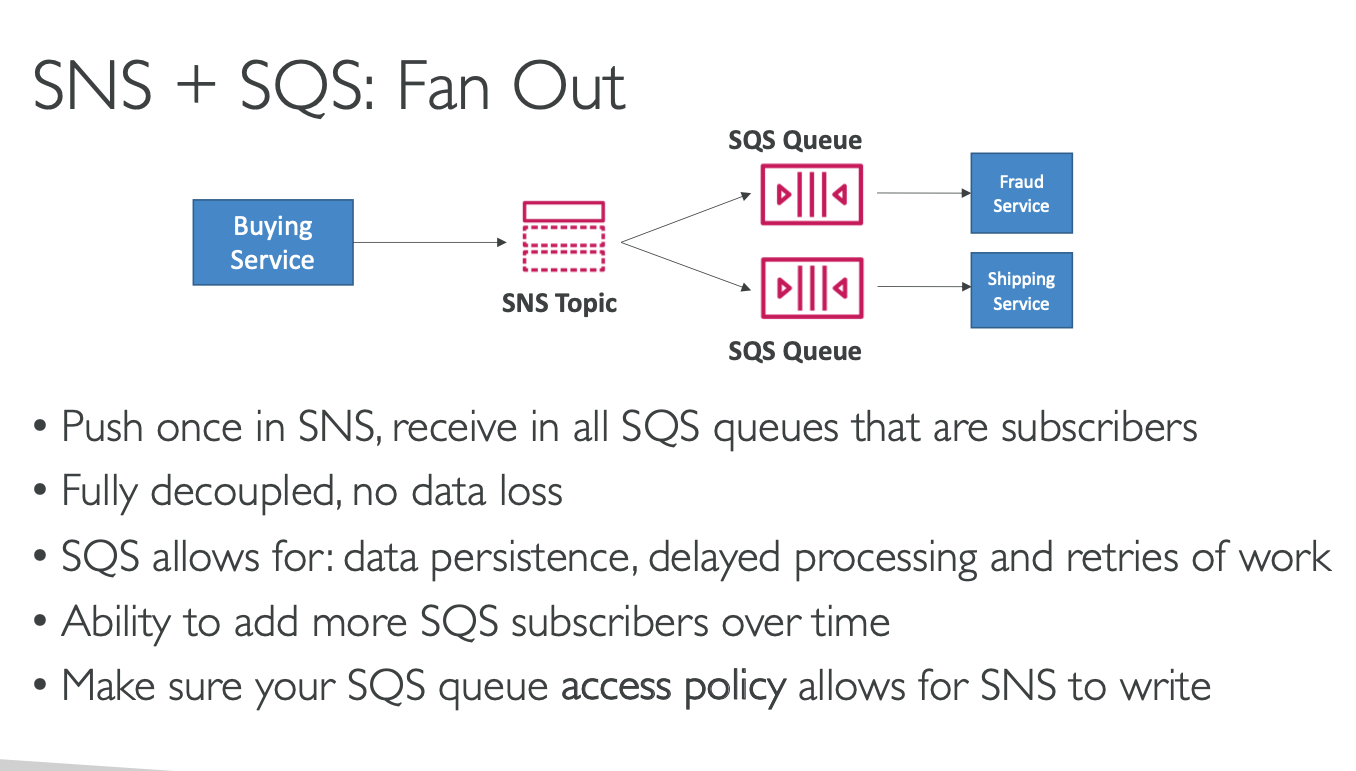 SNS + SQS: Fan Out
SQS Queue
Buying
Service
SNS Topic
Fraud
Service
Shipping
Service
SQS Queue
• Push once in SNS, receive in all SQS queues that are subscribers
• Fully decoupled, no data loss
• SQS allows for: data persistence, delayed processing and retries of work
• Ability to add more SQS subscribers over time
• Make sure your SQS queue access policy allows for SNS to write